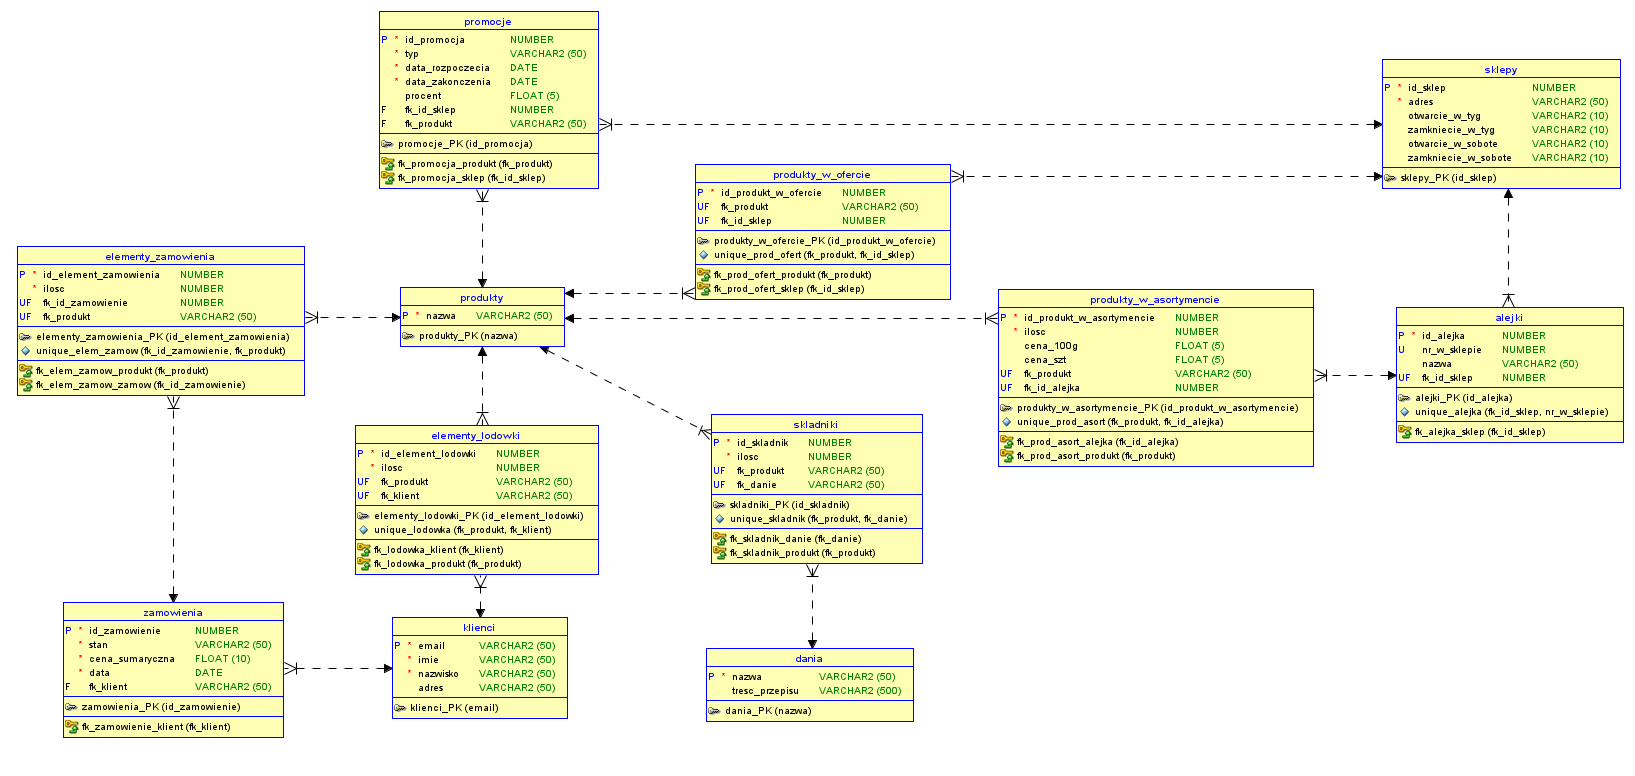 promocje
P * id_promocja NUMBER
* typ VARCHAR2 (50)
* data_rozpoczecia DATE
* data_zakonczenia DATE
procent FLOAT (5)
F fk_id_sklep NUMBER
F fk_produkt VARCHAR2 (50)
promocje_PK (id_promocja)
fk_promocja_produkt (fk_produkt)
fk_promocja_sklep (fk_id_sklep)
sklepy
P * id_sklep NUMBER
* adres VARCHAR2 (50)
otwarcie_w_tyg VARCHAR2 (10)
zamkniecie_w_tyg VARCHAR2 (10)
otwarcie_w_sobote VARCHAR2 (10)
zamkniecie_w_sobote VARCHAR2 (10)
sklepy_PK (id_sklep)
produkty_w_ofercie
P * id_produkt_w_ofercie NUMBER
UF fk_produkt VARCHAR2 (50)
UF fk_id_sklep NUMBER
produkty_w_ofercie_PK (id_produkt_w_ofercie)
unique_prod_ofert (fk_produkt, fk_id_sklep)
fk_prod_ofert_produkt (fk_produkt)
fk_prod_ofert_sklep (fk_id_sklep)
elementy_zamowienia
P * id_element_zamowienia NUMBER
* ilosc NUMBER
UF fk_id_zamowienie NUMBER
UF fk_produkt VARCHAR2 (50)
elementy_zamowienia_PK (id_element_zamowienia)
unique_elem_zamow (fk_id_zamowienie, fk_produkt)
fk_elem_zamow_produkt (fk_produkt)
fk_elem_zamow_zamow (fk_id_zamowienie)
produkty
P * nazwa VARCHAR2 (50)
produkty_PK (nazwa)
produkty_w_asortymencie
P * id_produkt_w_asortymencie NUMBER
* ilosc NUMBER
cena_100g FLOAT (5)
cena_szt FLOAT (5)
UF fk_produkt VARCHAR2 (50)
UF fk_id_alejka NUMBER
produkty_w_asortymencie_PK (id_produkt_w_asortymencie)
unique_prod_asort (fk_produkt, fk_id_alejka)
fk_prod_asort_alejka (fk_id_alejka)
fk_prod_asort_produkt (fk_produkt)
alejki
P * id_alejka NUMBER
U nr_w_sklepie NUMBER
nazwa VARCHAR2 (50)
UF fk_id_sklep NUMBER
alejki_PK (id_alejka)
unique_alejka (fk_id_sklep, nr_w_sklepie)
fk_alejka_sklep (fk_id_sklep)
elementy_lodowki
P * id_element_lodowki NUMBER
* ilosc NUMBER
UF fk_produkt VARCHAR2 (50)
UF fk_klient VARCHAR2 (50)
elementy_lodowki_PK (id_element_lodowki)
unique_lodowka (fk_produkt, fk_klient)
fk_lodowka_klient (fk_klient)
fk_lodowka_produkt (fk_produkt)
skladniki
P * id_skladnik NUMBER
* ilosc NUMBER
UF fk_produkt VARCHAR2 (50)
UF fk_danie VARCHAR2 (50)
skladniki_PK (id_skladnik)
unique_skladnik (fk_produkt, fk_danie)
fk_skladnik_danie (fk_danie)
fk_skladnik_produkt (fk_produkt)
zamowienia
P * id_zamowienie NUMBER
* stan VARCHAR2 (50)
* cena_sumaryczna FLOAT (10)
* data DATE
F fk_klient VARCHAR2 (50)
zamowienia_PK (id_zamowienie)
fk_zamowienie_klient (fk_klient)
klienci
P * email VARCHAR2 (50)
* imie VARCHAR2 (50)
* nazwisko VARCHAR2 (50)
adres VARCHAR2 (50)
klienci_PK (email)
dania
P * nazwa VARCHAR2 (50)
tresc_przepisu VARCHAR2 (500)
dania_PK (nazwa)